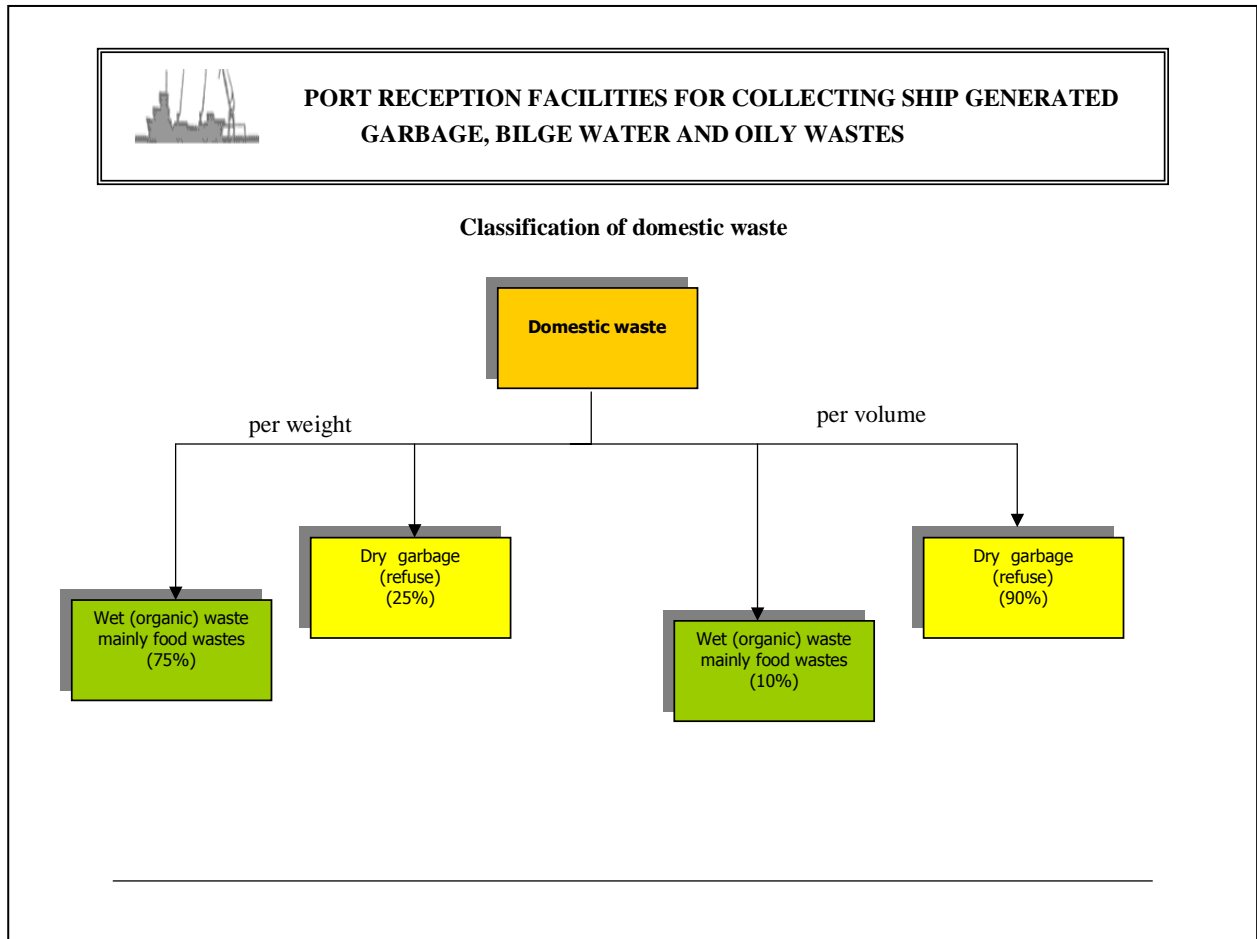 PORT RECEPTION FACILITIES FOR COLLECTING SHIP GENERATED
GARBAGE, BILGE WATER AND OILY WASTES
Classification of domestic waste
Domestic waste
per weight
per volume
Wet (organic) waste
mainly food wastes
(75%)
Dry garbage
(refuse)
(25%)
Wet (organic) waste
mainly food wastes
(10%)
Dry garbage
(refuse)
(90%)